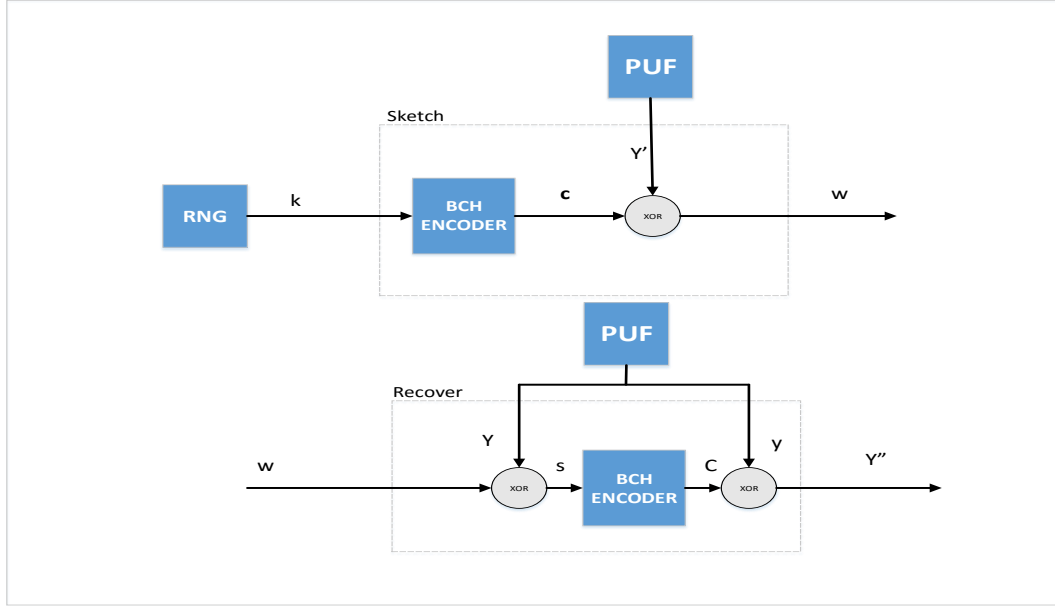 PUF
Sketch
Y’
RNG
k
BCH
ENCODER
c
XOR
w
PUF
Recover
w
Y
XOR
s
BCH
ENCODER
C
XOR
y
Y”